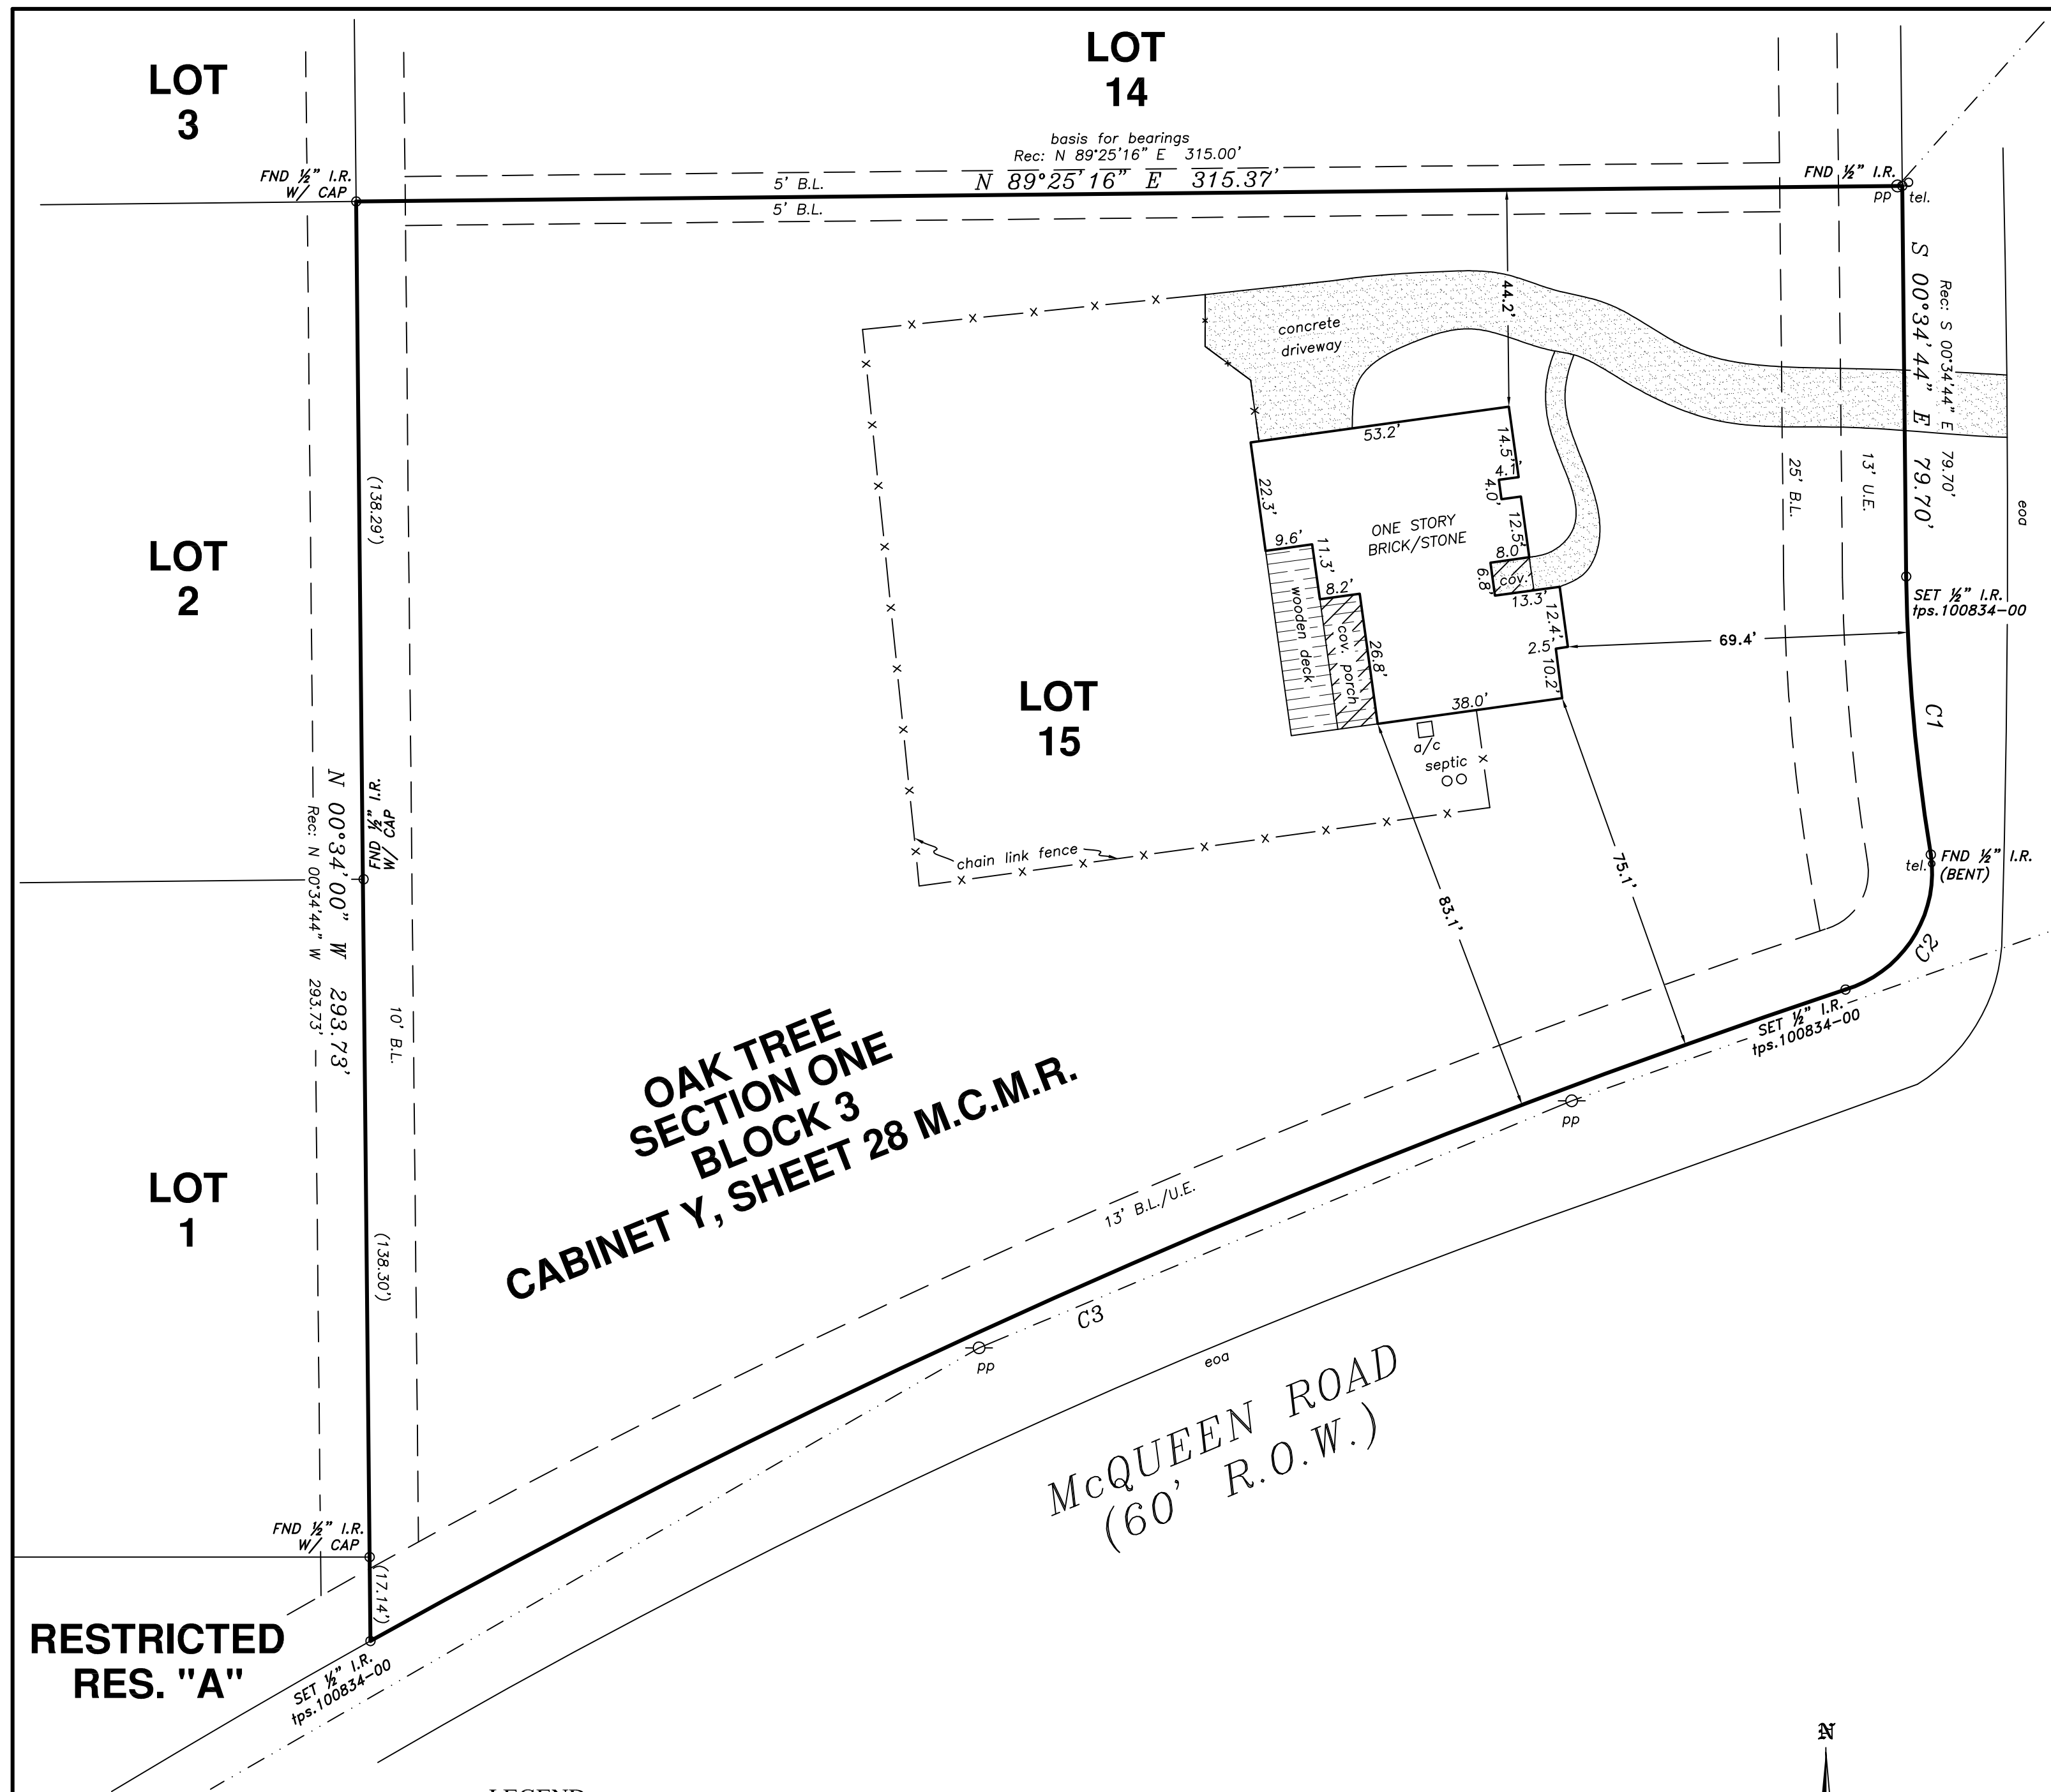 LOT
3
LOT
14
basis for bearings
Rec: N 89°25'16" E 315.00'
N 89°25'16" E 315.37'
5' B.L.
5' B.L.
FND ½" I.R.
W/ CAP
FND ½" I.R.
pp
tel.
S 00°34'44" E 79.70'
Rec: S 00°34'44" E 79.70'
44.2'
concrete
driveway
53.2'
14.5'
4.1'
4.0'
12.5'
22.3'
ONE STORY
BRICK/STONE
9.6'
11.3'
8.2'
8.0'
6.8'
cov.
13.3'
12.4'
2.5'
10.2'
wooden deck
cov. porch
26.8'
38.0'
a/c
septic
69.4'
25' B.L.
13' U.E.
eoa
SET ½" I.R.
tps.100834-00
C1
(138.29')
LOT
2
LOT
15
FND ½" I.R.
W/ CAP
N 00°34'00" W 293.73'
Rec: N 00°34'44" W 293.73'
chain link fence
83.1'
75.1'
tel.
FND ½" I.R.
(BENT)
C2
SET ½" I.R.
tps.100834-00
10' B.L.
OAK TREE
SECTION ONE
BLOCK 3
CABINET Y, SHEET 28 M.C.M.R.
pp
13' B.L./U.E.
LOT
1
(138.30')
C3
pp
eoa
McQUEEN ROAD
(60' R.O.W.)
FND ½" I.R.
W/ CAP
(17.14')
RESTRICTED
RES. "A"
SET ½" I.R.
tps.100834-00
N
LEGEND